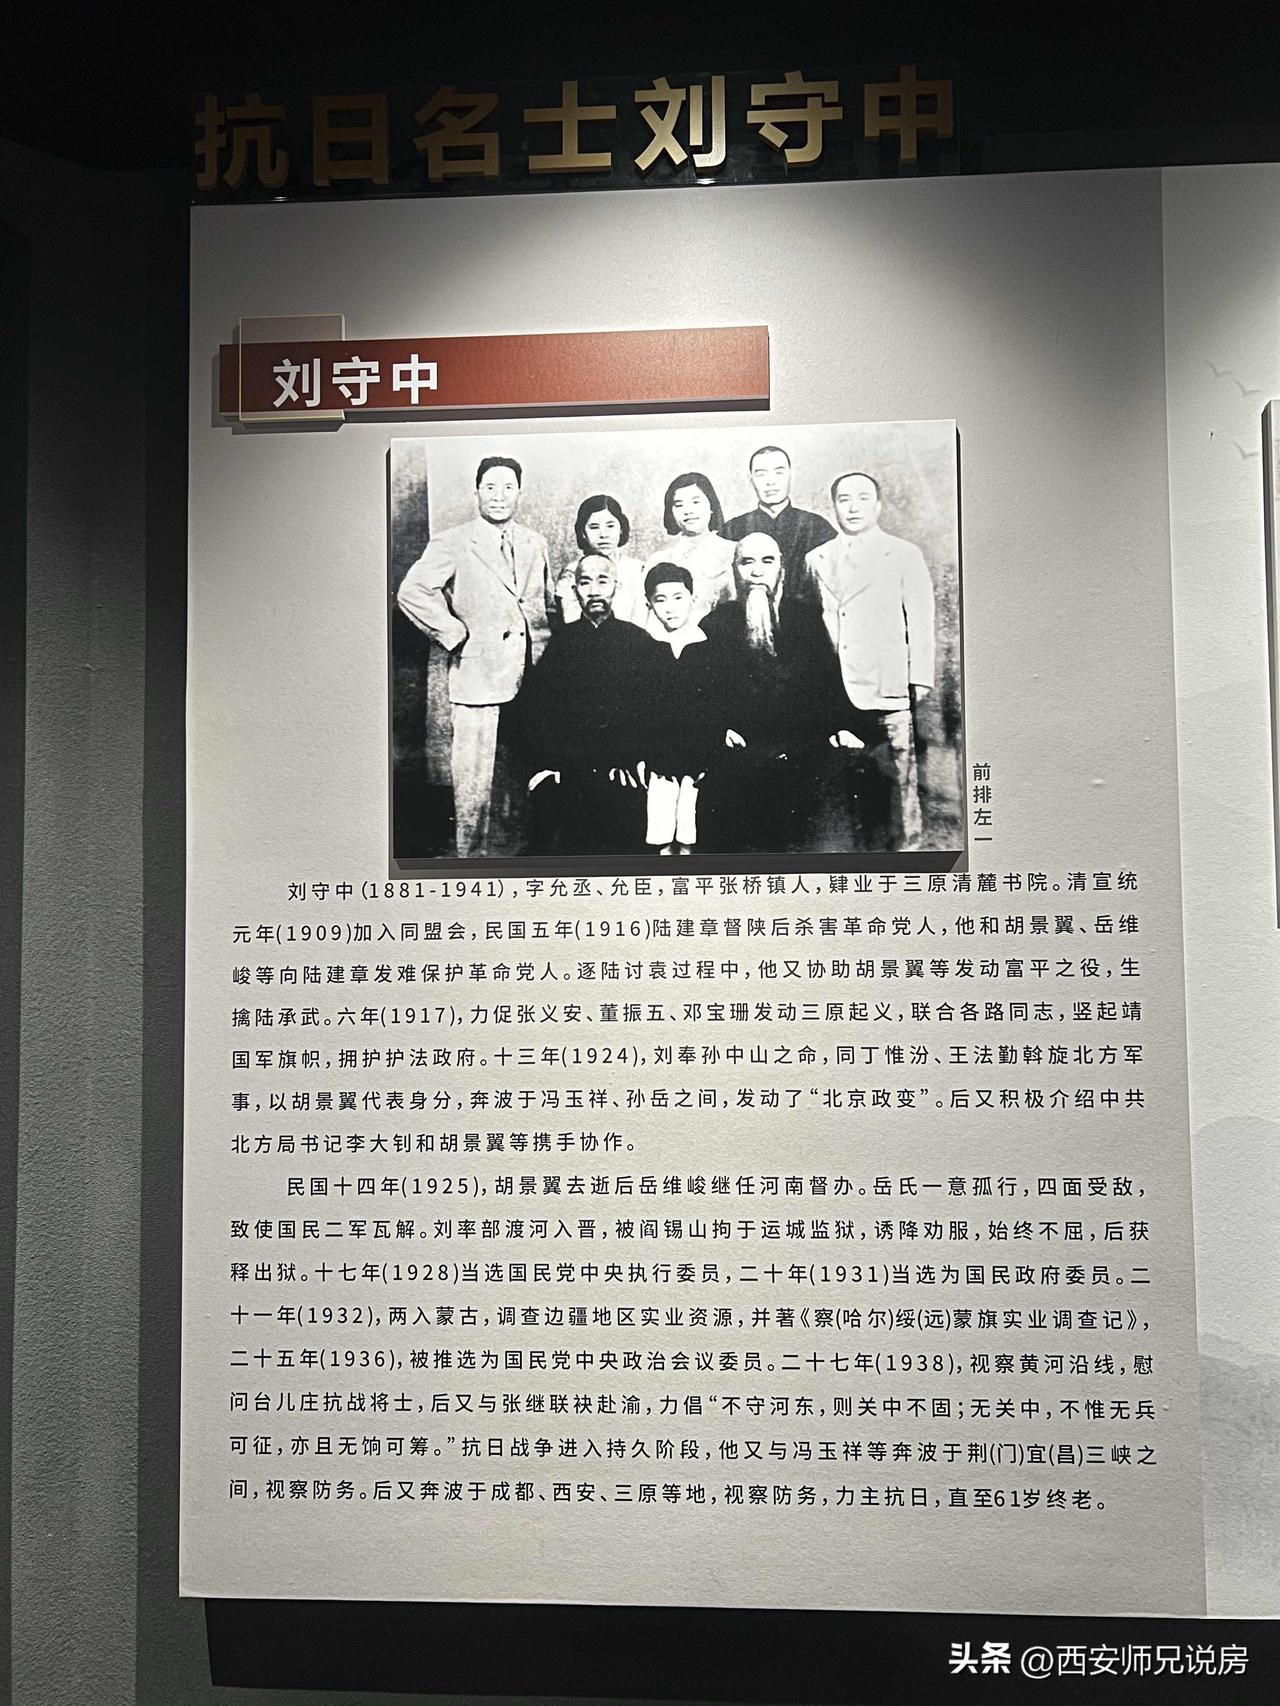 抗日名士刘守中
刘守中
前排左一
刘守中(1881-1941),字允丞、允臣,富平张桥镇人,肄业于三原清麓书院。清宣统
元年(1909)加入同盟会,民国五年(1916)陆建章督陕后杀害革命党人,他和胡景翼、岳维
峻等向陆建章发难保护革命党人。逐陆讨袁过程中,他又协助胡景翼等发动富平之役,生
擒陆承武。六年(1917),力促张义安、董振五、邓宝珊发动三原起义,联合各路同志,竖起靖
国军旗帜,拥护护法政府。十三年(1924),刘奉孙中山之命,同丁惟汾、王法勤斡旋北方军
事,以胡景翼代表身分,奔波于冯玉祥、孙岳之间,发动了“北京政变”。后又积极介绍中共
北方局书记李大钊和胡景翼等携手协作。
民国十四年(1925),胡景翼去逝后岳维峻继任河南督办。岳氏一意孤行,四面受敌,
致使国民二军瓦解。刘率部渡河入晋,被阎锡山拘于运城监狱,诱降劝服,始终不屈,后获
释出狱。十七年(1928)当选国民党中央执行委员,二十年(1931)当选为国民政府委员。二
十一年(1932),两入蒙古,调查边疆地区实业资源,并著《察(哈尔)绥(远)蒙旗实业调查记》,
二十五年(1936),被推选为国民党中央政治会议委员。二十七年(1938),视察黄河沿线,慰
问台儿庄抗战将士,后又与张继联袂赴渝,力倡“不守河东,则关中不固;无关中,不惟无兵
可征,亦且无饷可筹。”抗日战争进入持久阶段,他又与冯玉祥等奔波于荆(门)宜(昌)三峡之
间,视察防务。后又奔波于成都、西安、三原等地,视察防务,力主抗日,直至61岁终老。
头条 @西安师兄说房